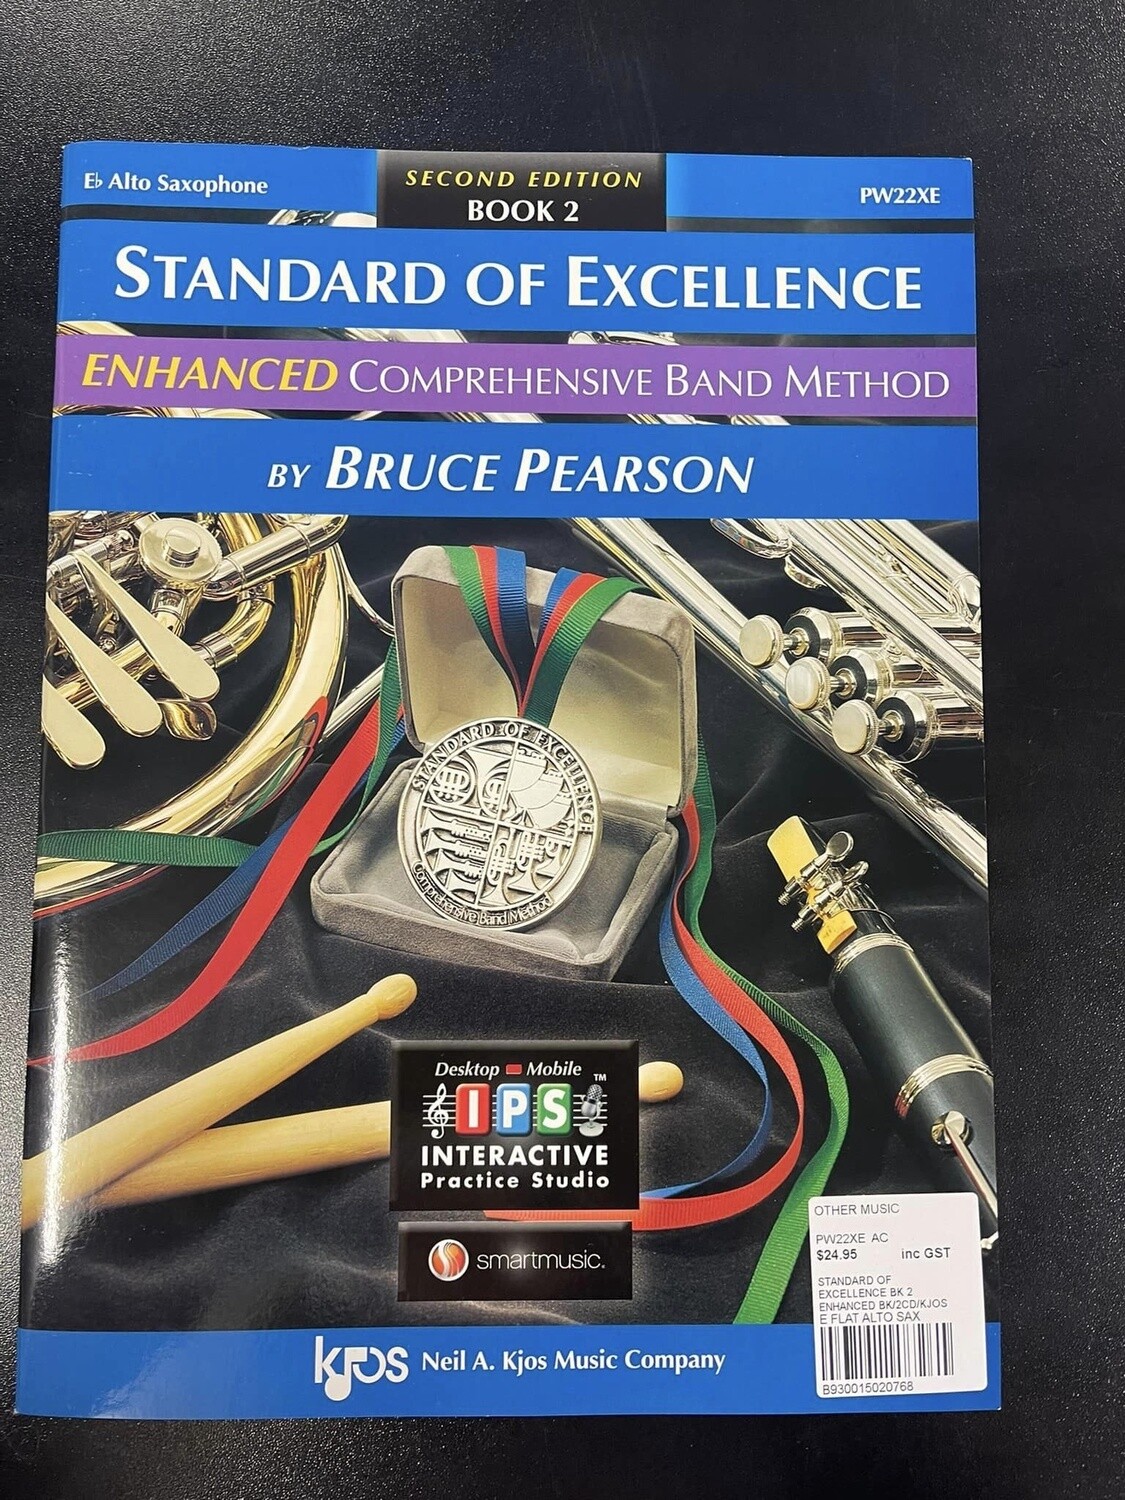 E♭ Alto Saxophone
SECOND EDITION
BOOK 2
PW22XE
STANDARD OF EXCELLENCE
ENHANCED COMPREHENSIVE BAND METHOD
BY BRUCE PEARSON
STANDARD OF EXCELLENCE
Comprehensive Band Method
Desktop Mobile
IPS TM
INTERACTIVE
Practice Studio
smartmusic.
OTHER MUSIC
PW22XE AC
$24.95 inc GST
STANDARD OF
EXCELLENCE BK 2
ENHANCED BK/2CD/KJOS
E FLAT ALTO SAX
B930015020768
kjos Neil A. Kjos Music Company